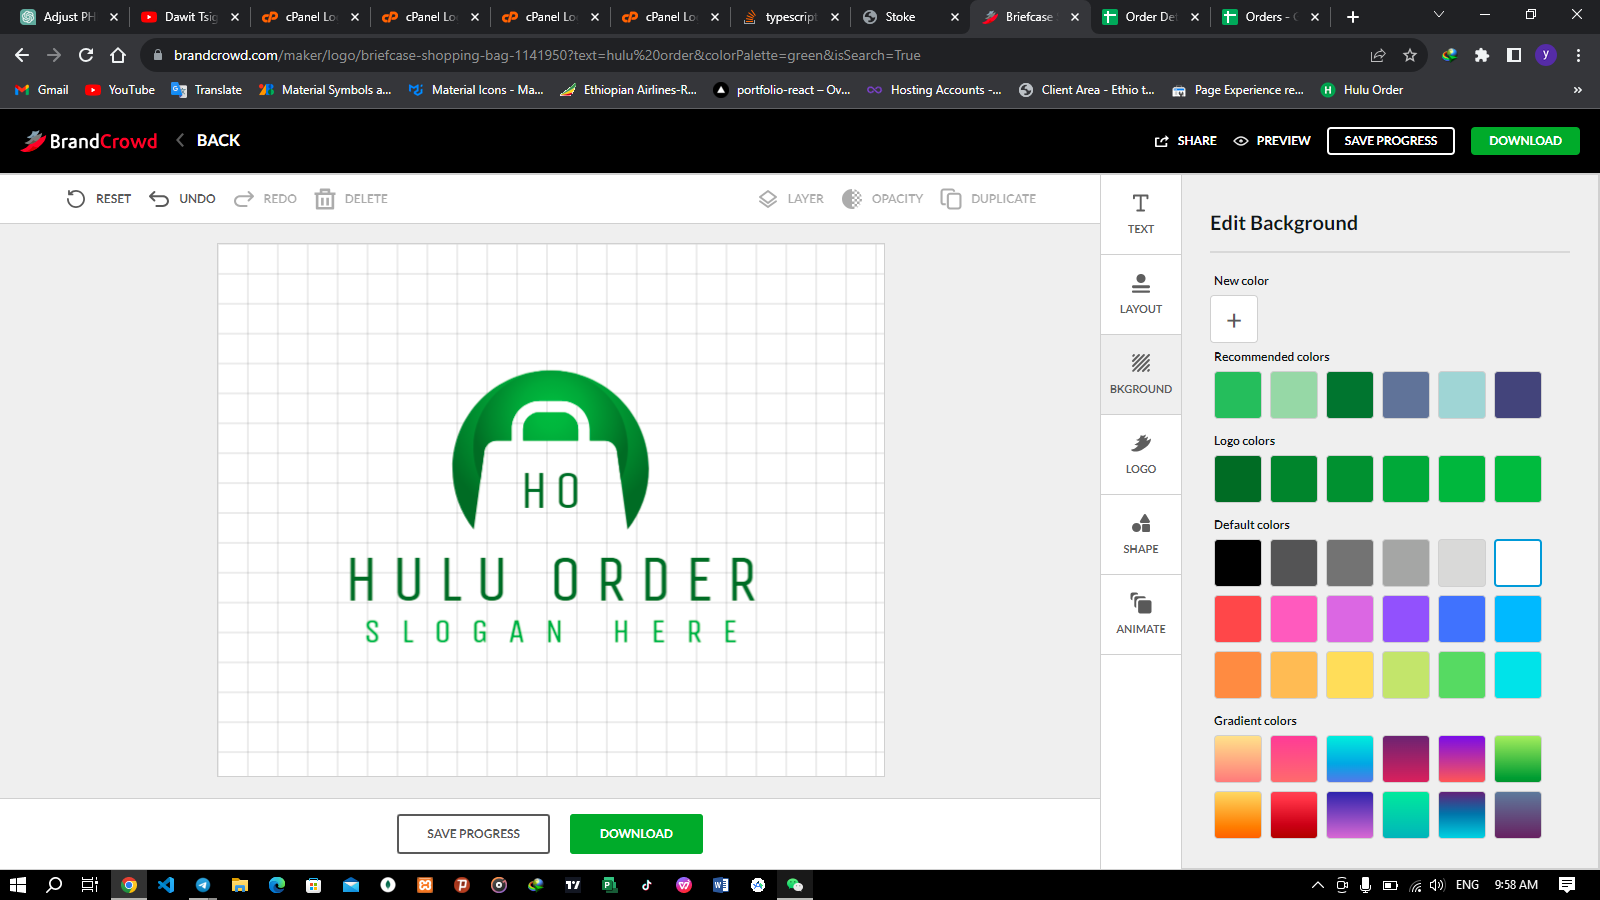 Adjust PH
Dawit Tsig
cPanel Lo
cPanel Lo
cPanel Lo
cPanel Lo
typescript
Stoke
Briefcase
Order Det
Orders -
brandcrowd.com/maker/logo/briefcase-shopping-bag-1141950?text=hulu%20order&colorPalette=green&isSearch=True
y
Gmail
YouTube
Translate
Material Symbols a...
Material Icons - Ma...
Ethiopian Airlines-R...
portfolio-react – Ov...
Hosting Accounts -...
Client Area - Ethio t...
Page Experience re...
Hulu Order
BrandCrowd
BACK
SHARE
PREVIEW
SAVE PROGRESS
DOWNLOAD
RESET
UNDO
REDO
DELETE
LAYER
OPACITY
DUPLICATE
HO
HULU ORDER
SLOGAN HERE
SAVE PROGRESS
DOWNLOAD
TEXT
LAYOUT
BKGROUND
LOGO
SHAPE
ANIMATE
Edit Background
New color
Recommended colors
Logo colors
Default colors
Gradient colors
ENG
9:58 AM